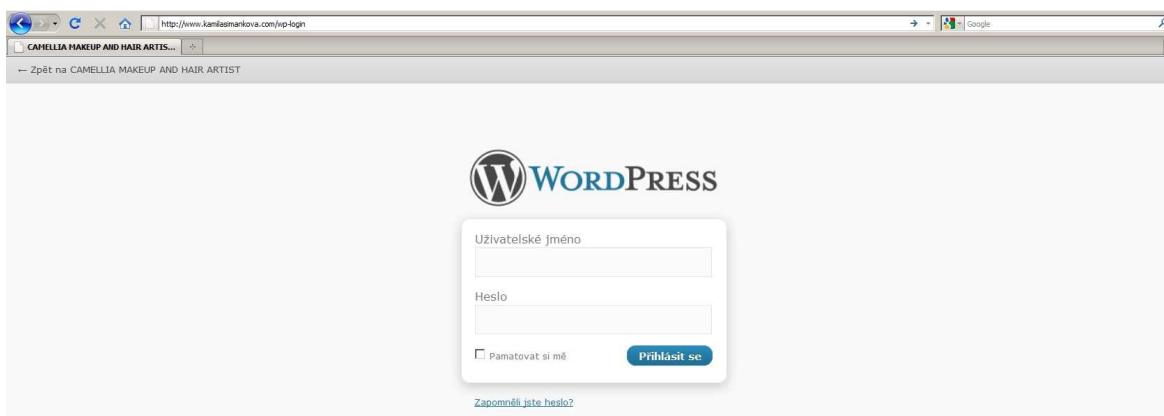 http://www.kamilasimankova.com/wp-login
Google
CAMELLIA MAKEUP AND HAIR ARTIS...
← Zpět na CAMELLIA MAKEUP AND HAIR ARTIST
WORDPRESS
Uživatelské jméno
Heslo
Pamatovat si mě
Přihlásit se
Zapomněli jste heslo?